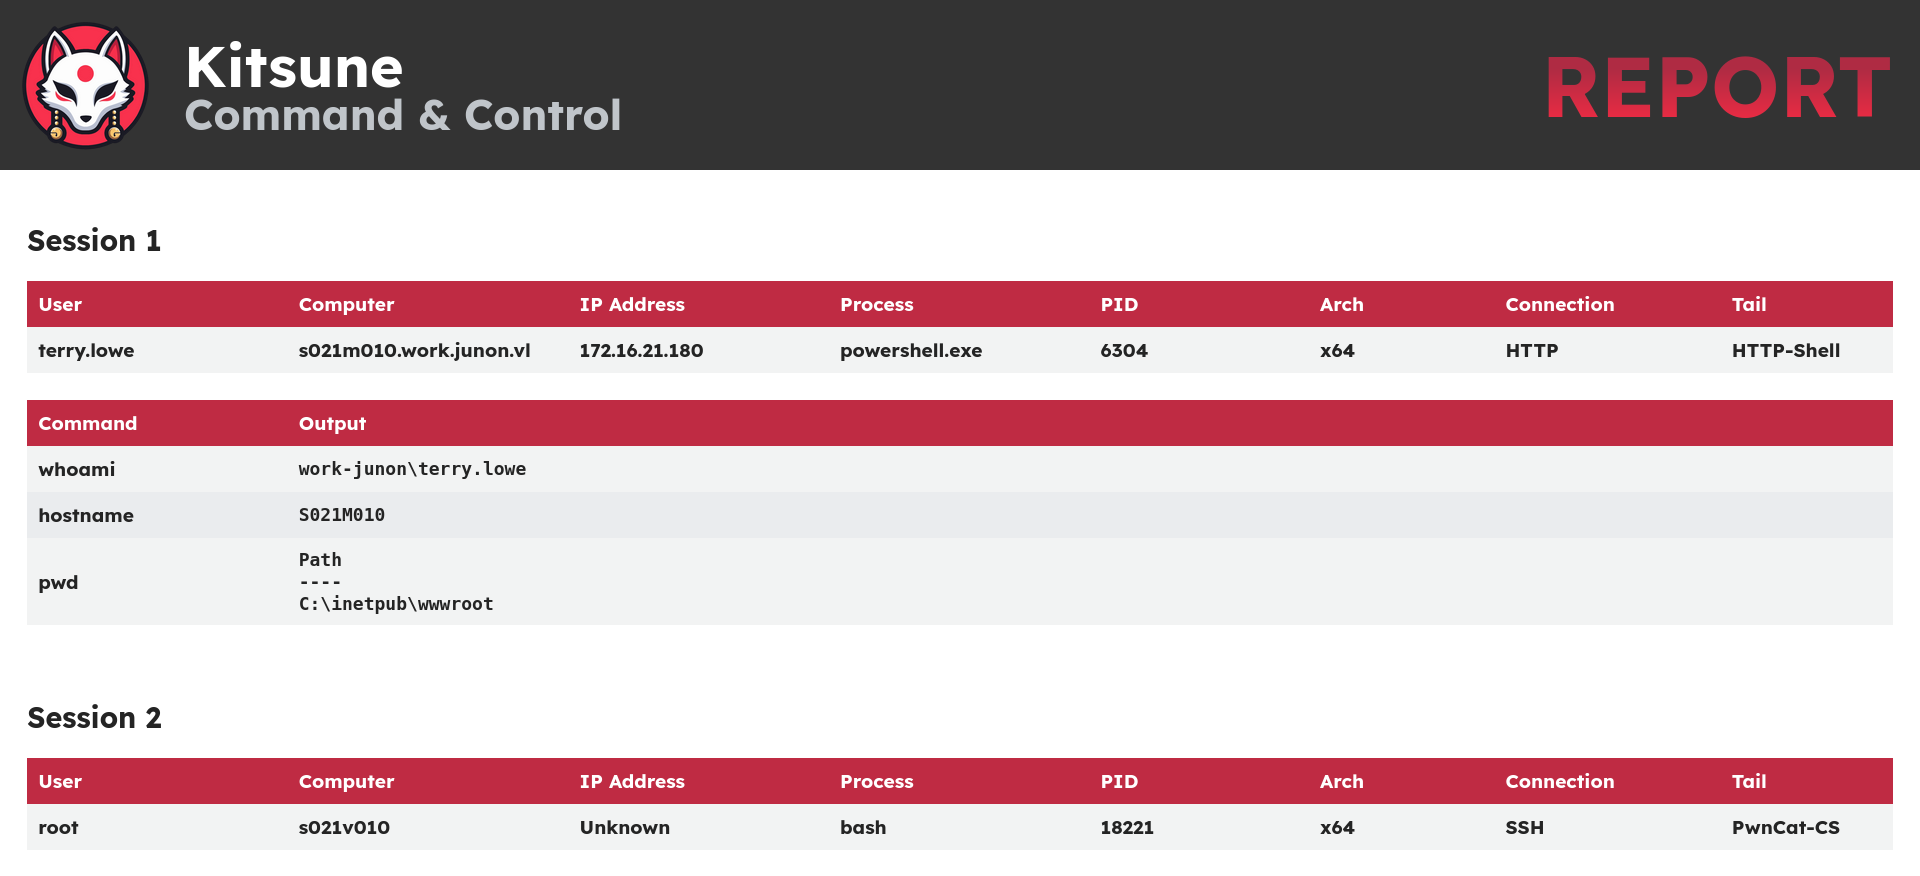 Kitsune
Command & Control
REPORT
Session 1
User Computer IP Address Process PID Arch Connection Tail
terry.lowe s021m010.work.junon.vl 172.16.21.180 powershell.exe 6304 x64 HTTP HTTP-Shell
Command Output
whoami work-junon\terry.lowe
hostname S021M010
Path
pwd ----
C:\inetpub\wwwroot
Session 2
User Computer IP Address Process PID Arch Connection Tail
root s021v010 Unknown bash 18221 x64 SSH PwnCat-CS